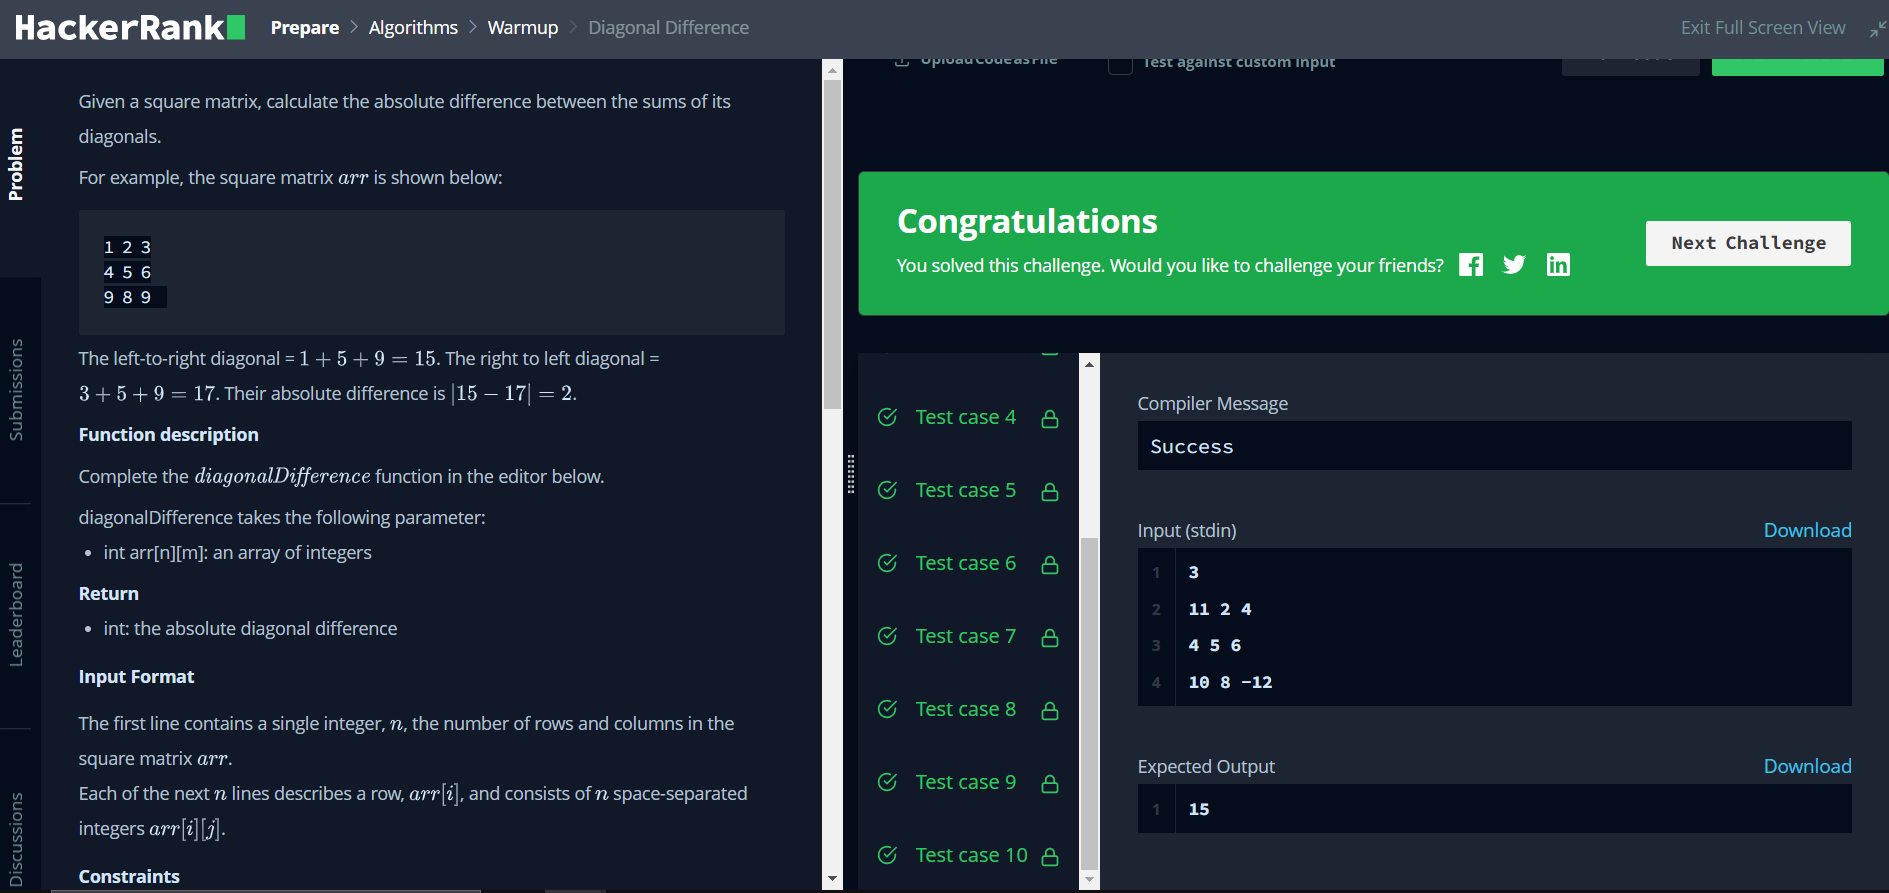 HackerRank
Prepare > Algorithms > Warmup > Diagonal Difference
Exit Full Screen View
Problem
Submissions
Leaderboard
Discussions
Given a square matrix, calculate the absolute difference between the sums of its
diagonals.
For example, the square matrix arr is shown below:
1 2 3
4 5 6
9 8 9
The left-to-right diagonal = 1 + 5 + 9 = 15. The right to left diagonal =
3 + 5 + 9 = 17. Their absolute difference is |15 − 17| = 2.
Function description
Complete the diagonalDifference function in the editor below.
diagonalDifference takes the following parameter:
• int arr[n][m]: an array of integers
Return
• int: the absolute diagonal difference
Input Format
The first line contains a single integer, n, the number of rows and columns in the
square matrix arr.
Each of the next n lines describes a row, arr[i], and consists of n space-separated
integers arr[i][j].
Constraints
Upload Code as File
Test against custom input
Congratulations
You solved this challenge. Would you like to challenge your friends?
Next Challenge
Test case 4
Test case 5
Test case 6
Test case 7
Test case 8
Test case 9
Test case 10
Compiler Message
Success
Input (stdin)
Download
1 3
2 11 2 4
3 4 5 6
4 10 8 -12
Expected Output
Download
1 15